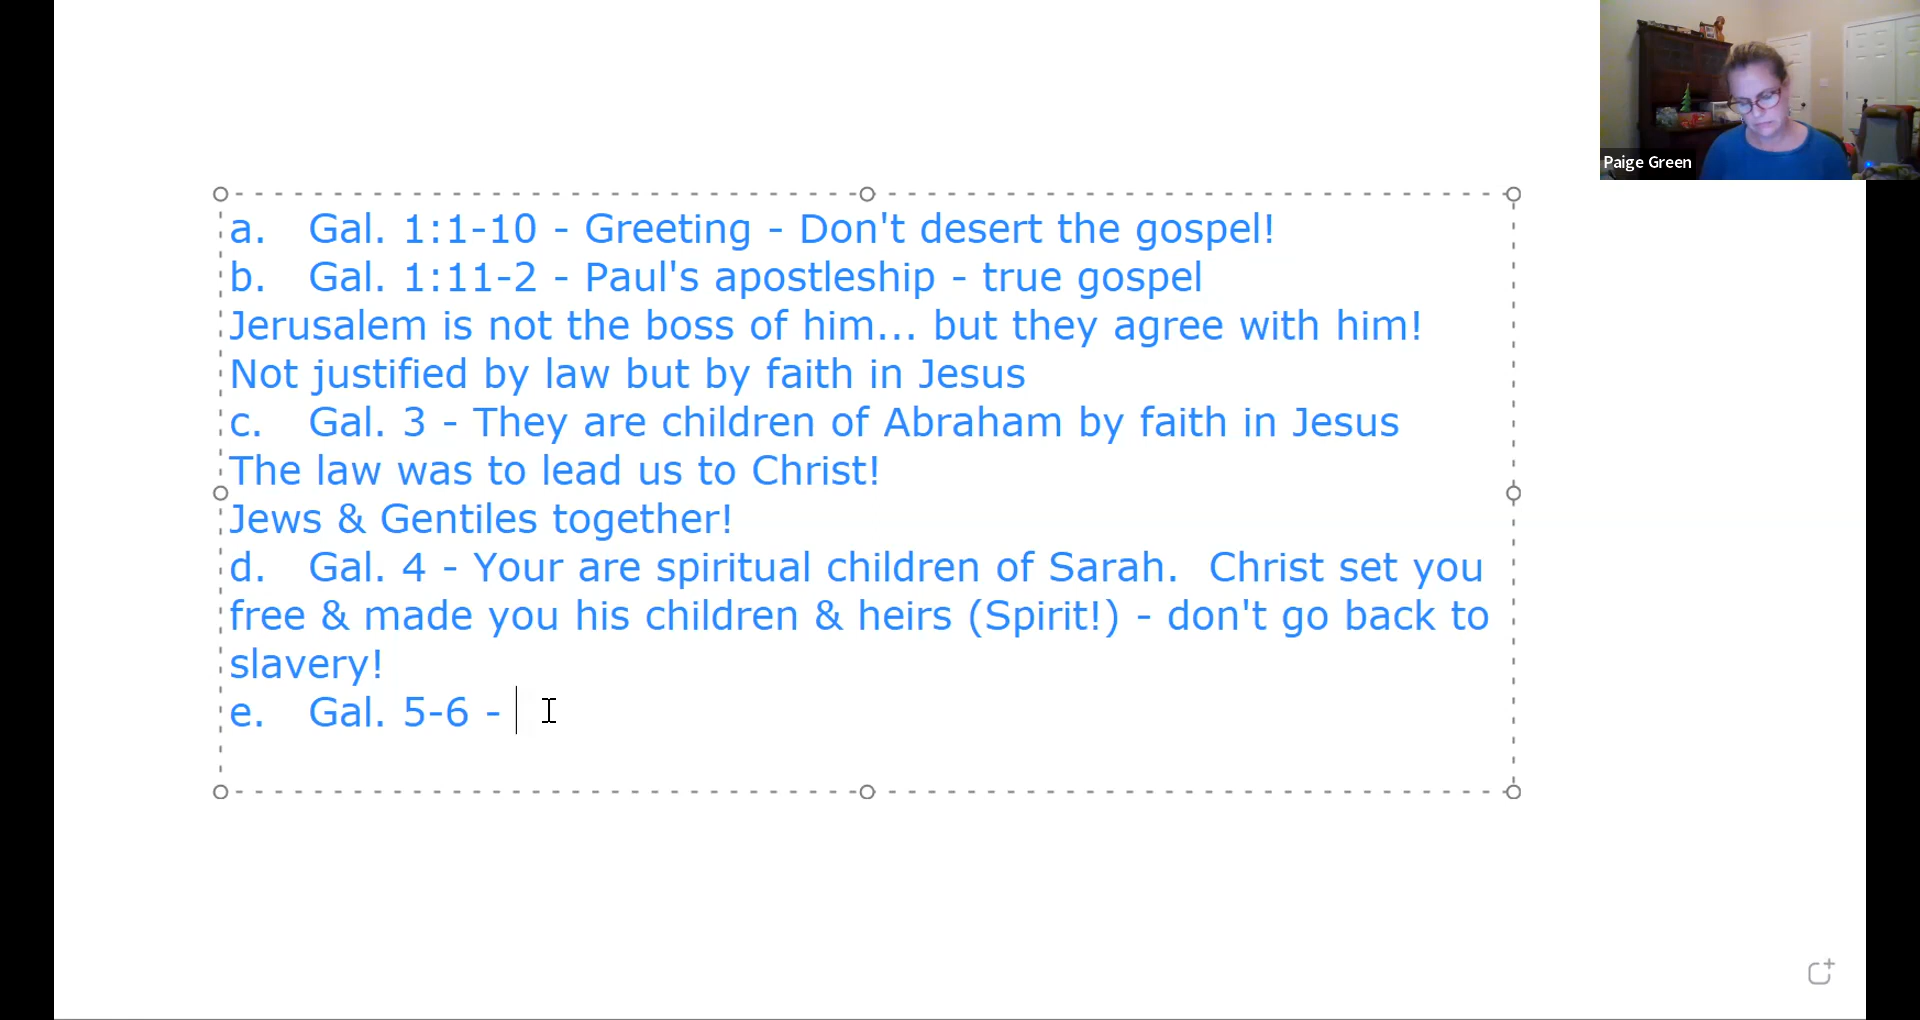 Paige Green
a. Gal. 1:1-10 - Greeting - Don't desert the gospel!
b. Gal. 1:11-2 - Paul's apostleship - true gospel
Jerusalem is not the boss of him... but they agree with him!
Not justified by law but by faith in Jesus
c. Gal. 3 - They are children of Abraham by faith in Jesus
The law was to lead us to Christ!
Jews & Gentiles together!
d. Gal. 4 - Your are spiritual children of Sarah. Christ set you
free & made you his children & heirs (Spirit!) - don't go back to
slavery!
e. Gal. 5-6 -